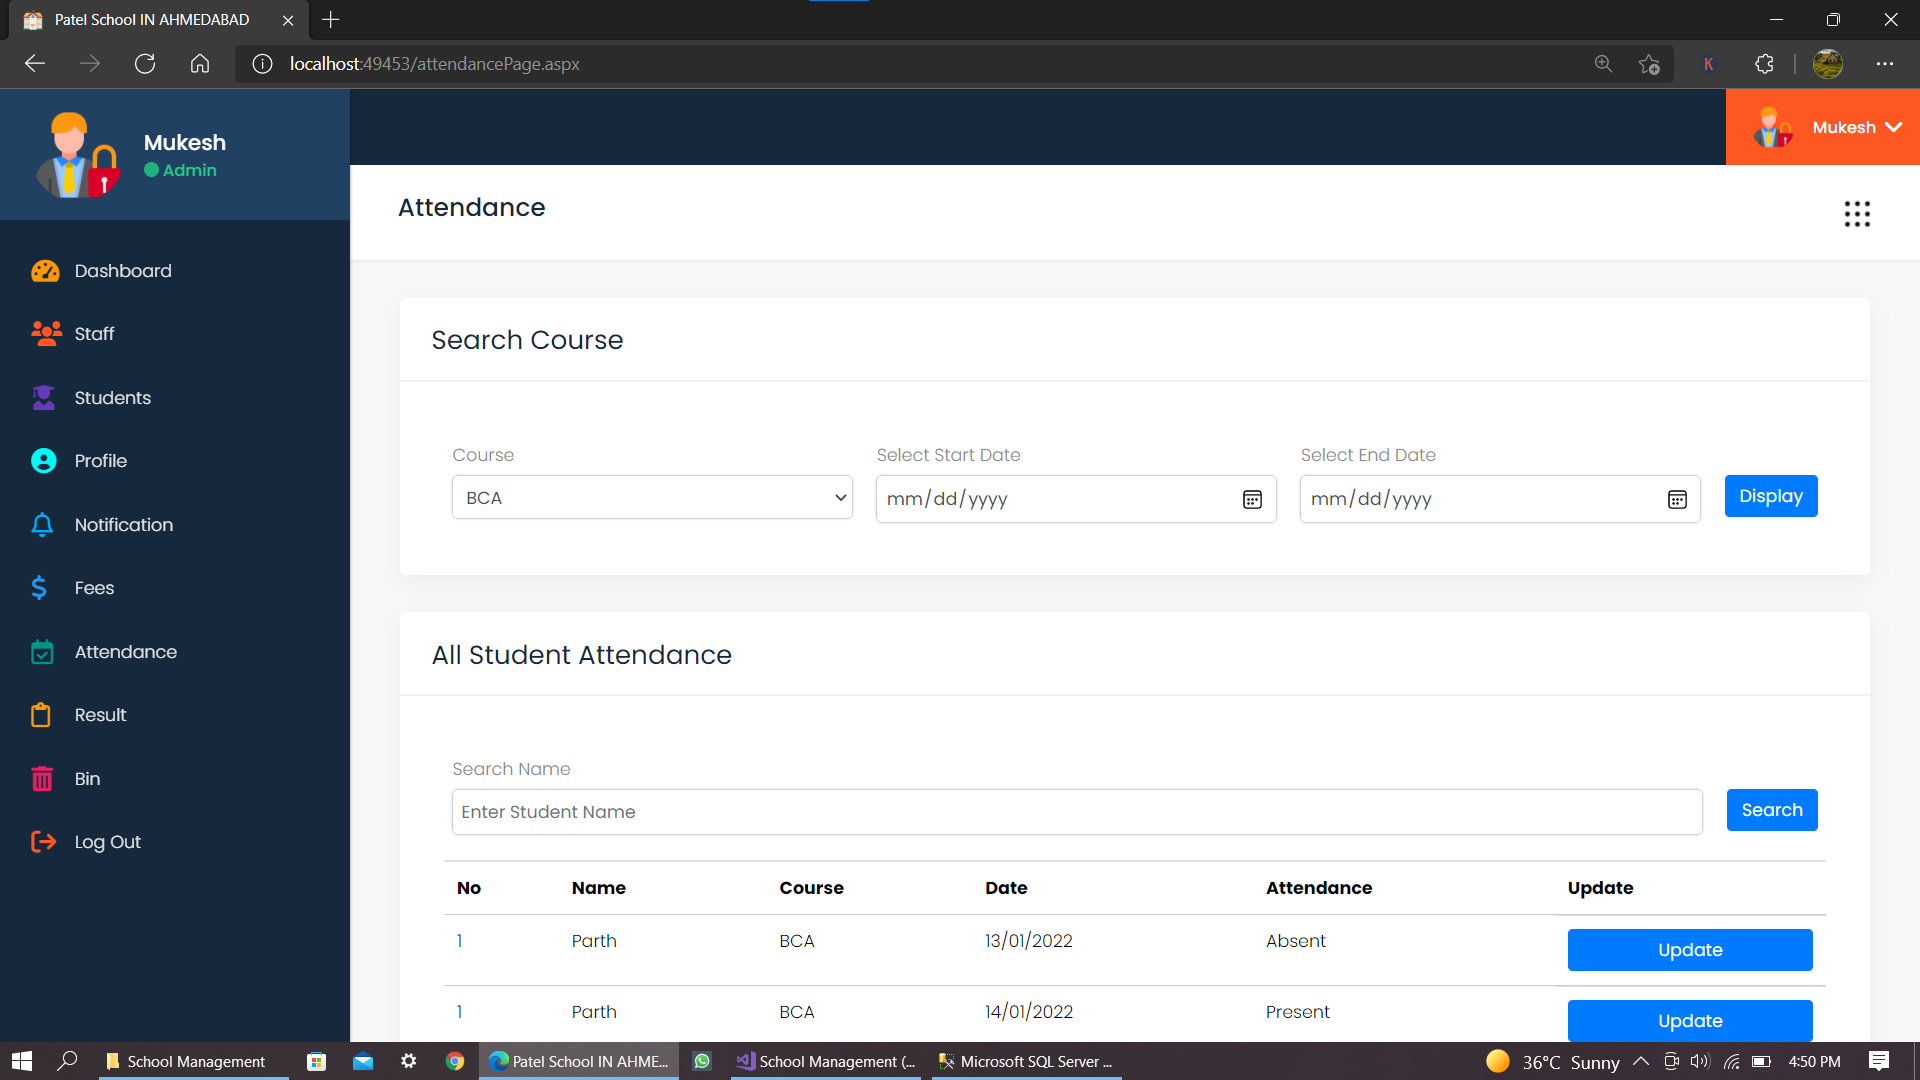 Patel School IN AHMEDABAD
localhost:49453/attendancePage.aspx
K
Mukesh
Admin
Mukesh
Attendance
Dashboard
Staff
Students
Profile
Notification
Fees
Attendance
Result
Bin
Log Out
Search Course
Course
Select Start Date
Select End Date
BCA
mm/dd/yyyy
mm/dd/yyyy
Display
All Student Attendance
Search Name
Enter Student Name
Search
No Name Course Date Attendance Update
1 Parth BCA 13/01/2022 Absent Update
1 Parth BCA 14/01/2022 Present Update
School Management
Patel School IN AHME...
School Management (...
Microsoft SQL Server ...
36°C Sunny
4:50 PM